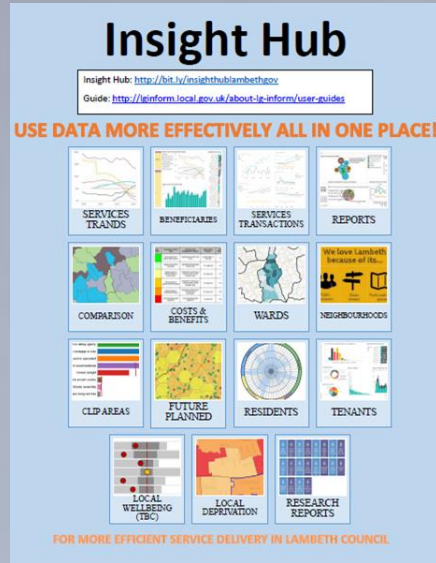 Insight Hub
Insight Hub: http://bit.ly/insighthublambethgov
Guide: http://lginform.local.gov.uk/about-lg-inform/user-guides
USE DATA MORE EFFECTIVELY ALL IN ONE PLACE!
SERVICES
TRANDS
BENEFICIARIES
SERVICES
TRANSACTIONS
REPORTS
We love Lambeth
because of its...
COMPARISON
COSTS &
BENEFITS
WARDS
NEIGHBOURHOODS
CLIP AREAS
FUTURE
PLANNED
RESIDENTS
TENANTS
LOCAL
WELLBEING
(TBC)
LOCAL
DEPRIVATION
RESEARCH
REPORTS
FOR MORE EFFICIENT SERVICE DELIVERY IN LAMBETH COUNCIL